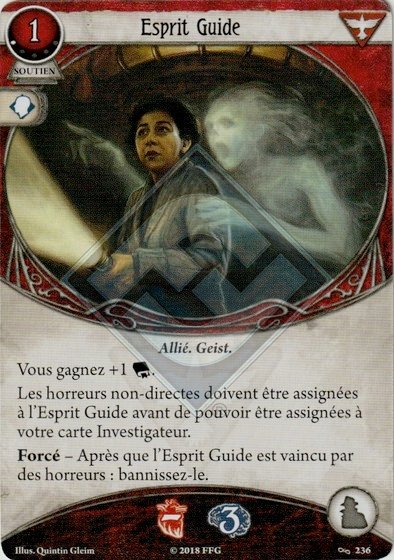 1
Esprit Guide
SOUTIEN
Allié. Geist.
Vous gagnez +1 .
Les horreurs non-directes doivent être assignées
à l'Esprit Guide avant de pouvoir être assignées à
votre carte Investigateur.
Forcé – Après que l'Esprit Guide est vaincu par
des horreurs : bannissez-le.
3
Illus. Quintin Gleim
© 2018 FFG
236